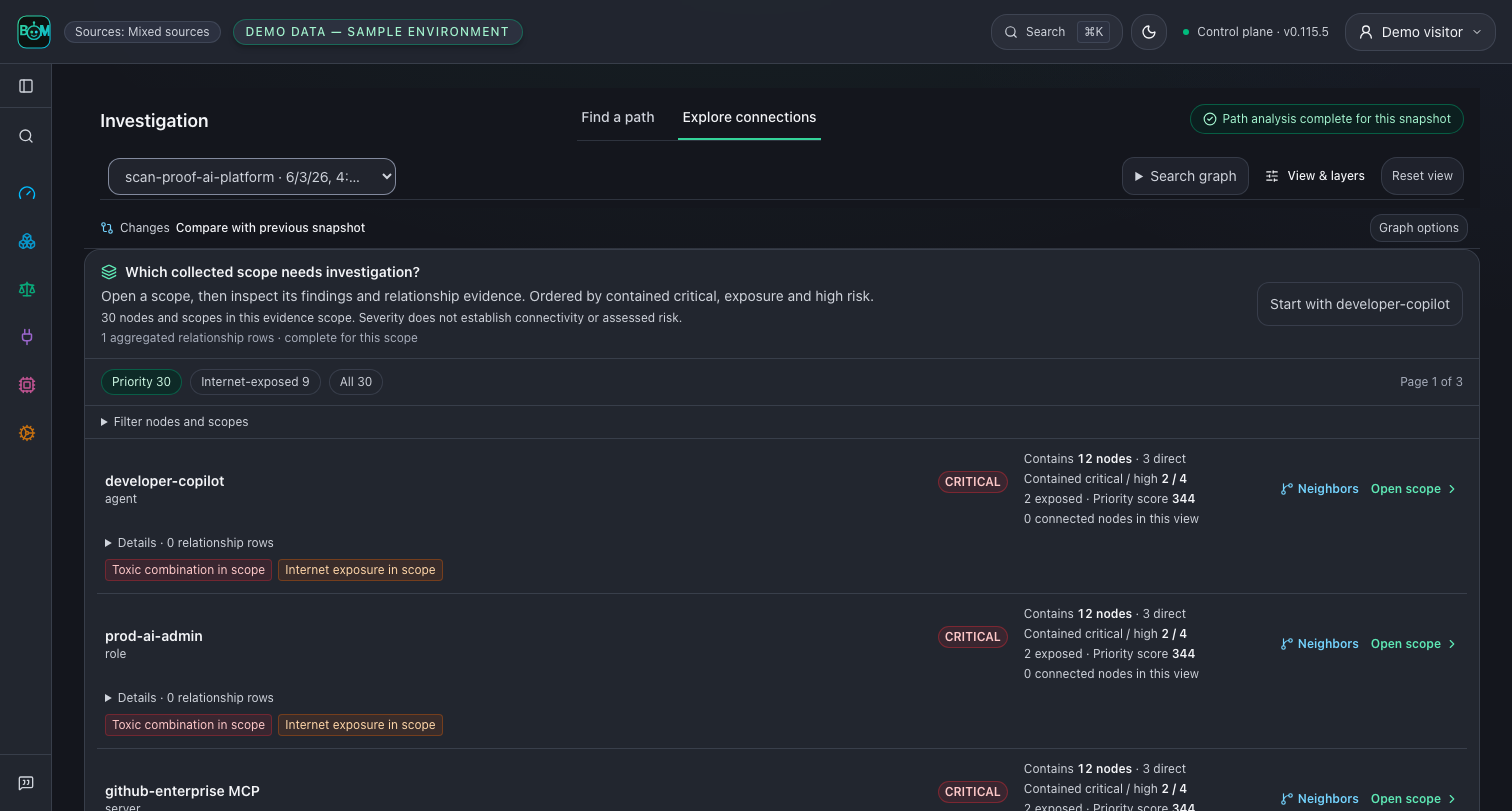 BOM
Sources: Mixed sources
DEMO DATA — SAMPLE ENVIRONMENT
Search ⌘K
Control plane · v0.115.5
Demo visitor
Investigation
Find a path
Explore connections
Path analysis complete for this snapshot
scan-proof-ai-platform · 6/3/26, 4:...
Search graph
View & layers
Reset view
Changes Compare with previous snapshot
Graph options
Which collected scope needs investigation?
Open a scope, then inspect its findings and relationship evidence. Ordered by contained critical, exposure and high risk.
30 nodes and scopes in this evidence scope. Severity does not establish connectivity or assessed risk.
1 aggregated relationship rows · complete for this scope
Start with developer-copilot
Priority 30
Internet-exposed 9
All 30
Page 1 of 3
Filter nodes and scopes
developer-copilot
agent
CRITICAL
Contains 12 nodes · 3 direct
Contained critical / high 2 / 4
2 exposed · Priority score 344
0 connected nodes in this view
Neighbors
Open scope
Details · 0 relationship rows
Toxic combination in scope
Internet exposure in scope
prod-ai-admin
role
CRITICAL
Contains 12 nodes · 3 direct
Contained critical / high 2 / 4
2 exposed · Priority score 344
0 connected nodes in this view
Neighbors
Open scope
Details · 0 relationship rows
Toxic combination in scope
Internet exposure in scope
github-enterprise MCP
server
CRITICAL
Contains 12 nodes · 3 direct
Contained critical / high 2 / 4
2 exposed · Priority score 344
Neighbors
Open scope